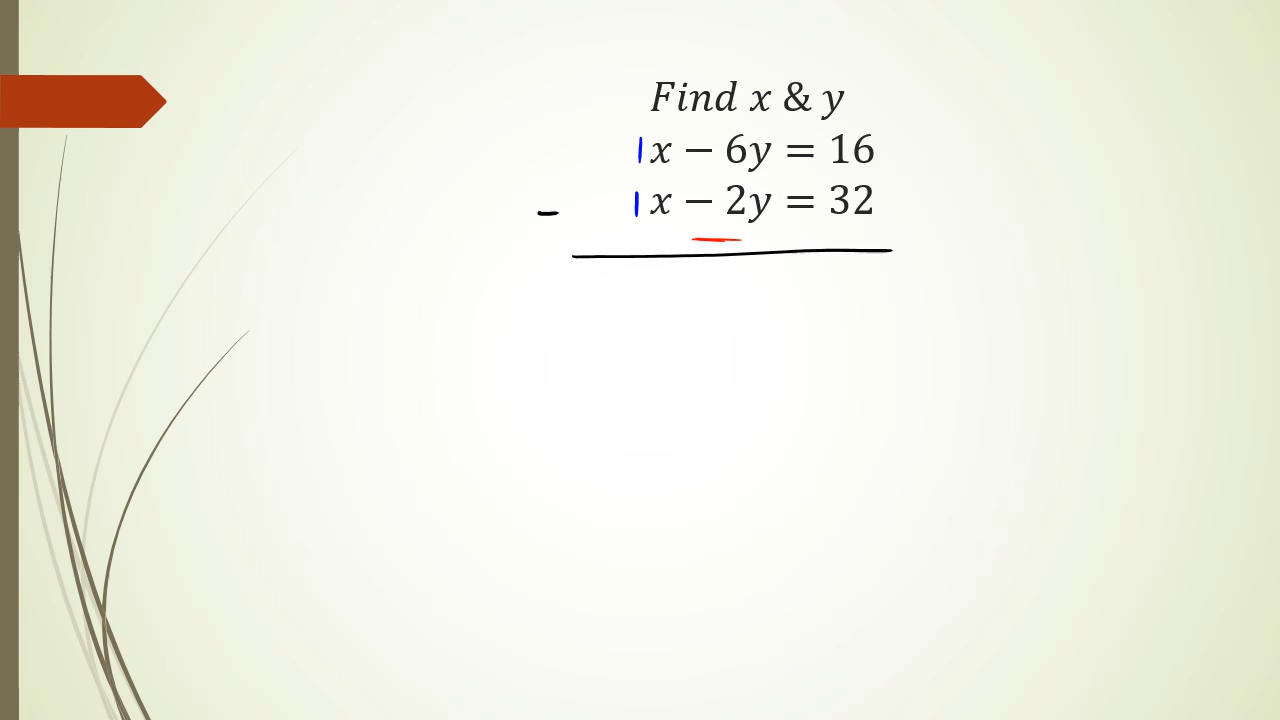 Find x & y
1x − 6y = 16
− 1x − 2y = 32